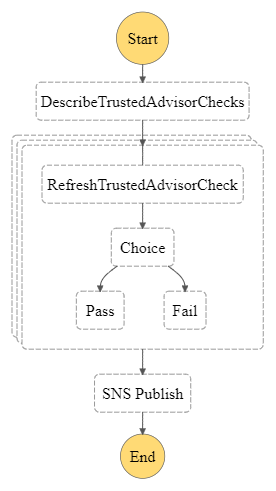 Start
DescribeTrustedAdvisorChecks
RefreshTrustedAdvisorCheck
Choice
Pass
Fail
SNS Publish
End